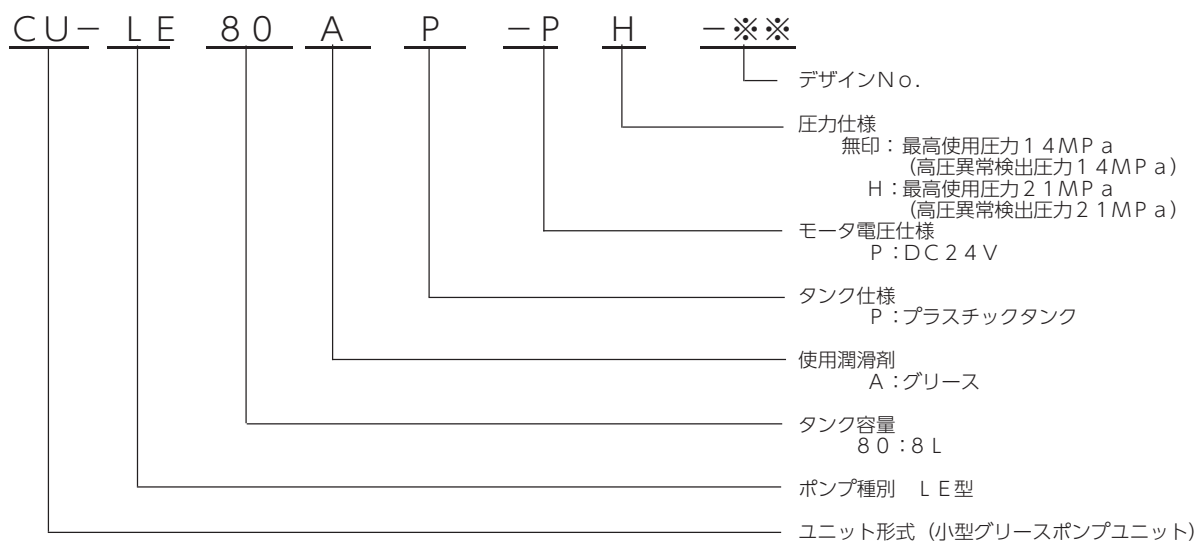 CU-LE80AP-PH-※※
デザインNo.
圧力仕様
無印：最高使用圧力14MPa
(高圧異常検出圧力14MPa)
H：最高使用圧力21MPa
(高圧異常検出圧力21MPa)
モータ電圧仕様
P：DC24V
タンク仕様
P：プラスチックタンク
使用潤滑剤
A：グリース
タンク容量
80：8L
ポンプ種別　LE型
ユニット形式（小型グリースポンプユニット）